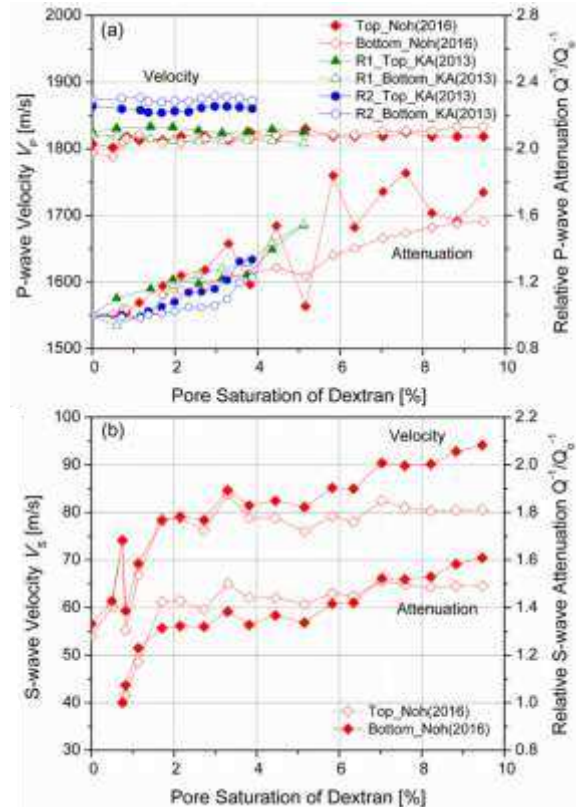 (a)
Top_Noh(2016)
Bottom_Noh(2016)
R1_Top_KA(2013)
R1_Bottom_KA(2013)
R2_Top_KA(2013)
R2_Bottom_KA(2013)
Velocity
Attenuation
P-wave Velocity Vₚ [m/s]
2000
1900
1800
1700
1600
1500
Relative P-wave Attenuation Q⁻¹/Q₀⁻¹
2.8
2.4
2.0
1.6
1.2
0.8
0 2 4 6 8 10
Pore Saturation of Dextran [%]
(b)
Velocity
Attenuation
Top_Noh(2016)
Bottom_Noh(2016)
S-wave Velocity Vₛ [m/s]
100
90
80
70
60
50
40
30
Relative S-wave Attenuation Q⁻¹/Q₀⁻¹
2.2
2.0
1.8
1.6
1.4
1.2
1.0
0.8
0 2 4 6 8 10
Pore Saturation of Dextran [%]